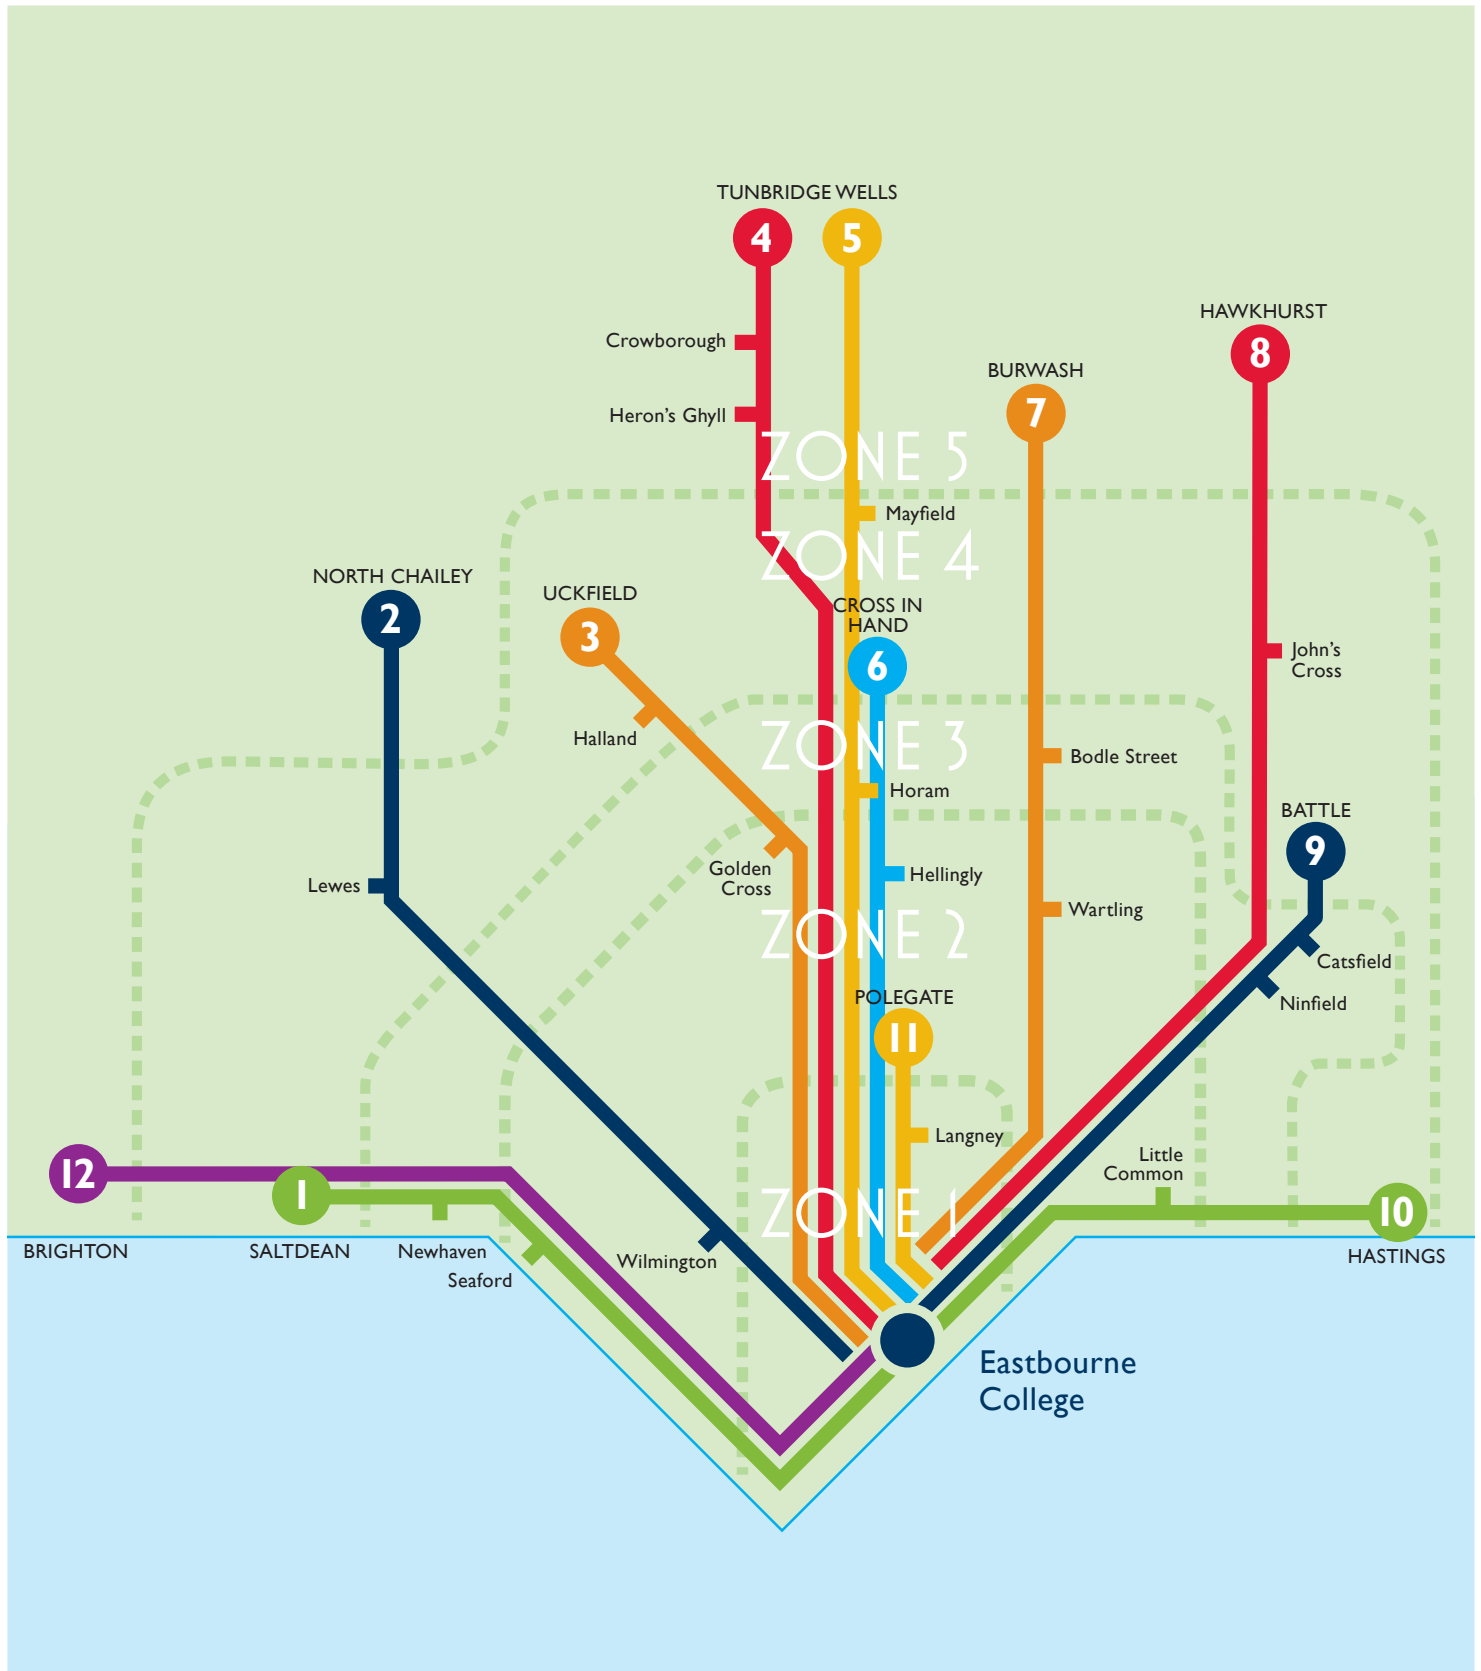 TUNBRIDGE WELLS
4
5
HAWKHURST
8
Crowborough
BURWASH
7
Heron's Ghyll
ZONE 5
Mayfield
ZONE 4
NORTH CHAILEY
2
UCKFIELD
3
CROSS IN
HAND
6
John's
Cross
Halland
ZONE 3
Bodle Street
Horam
BATTLE
9
Golden
Cross
Hellingly
Lewes
Wartling
ZONE 2
Catsfield
POLEGATE
11
Ninfield
Langney
Little
Common
12
1
ZONE 1
10
BRIGHTON
SALTDEAN
Newhaven
Seaford
Wilmington
HASTINGS
Eastbourne
College